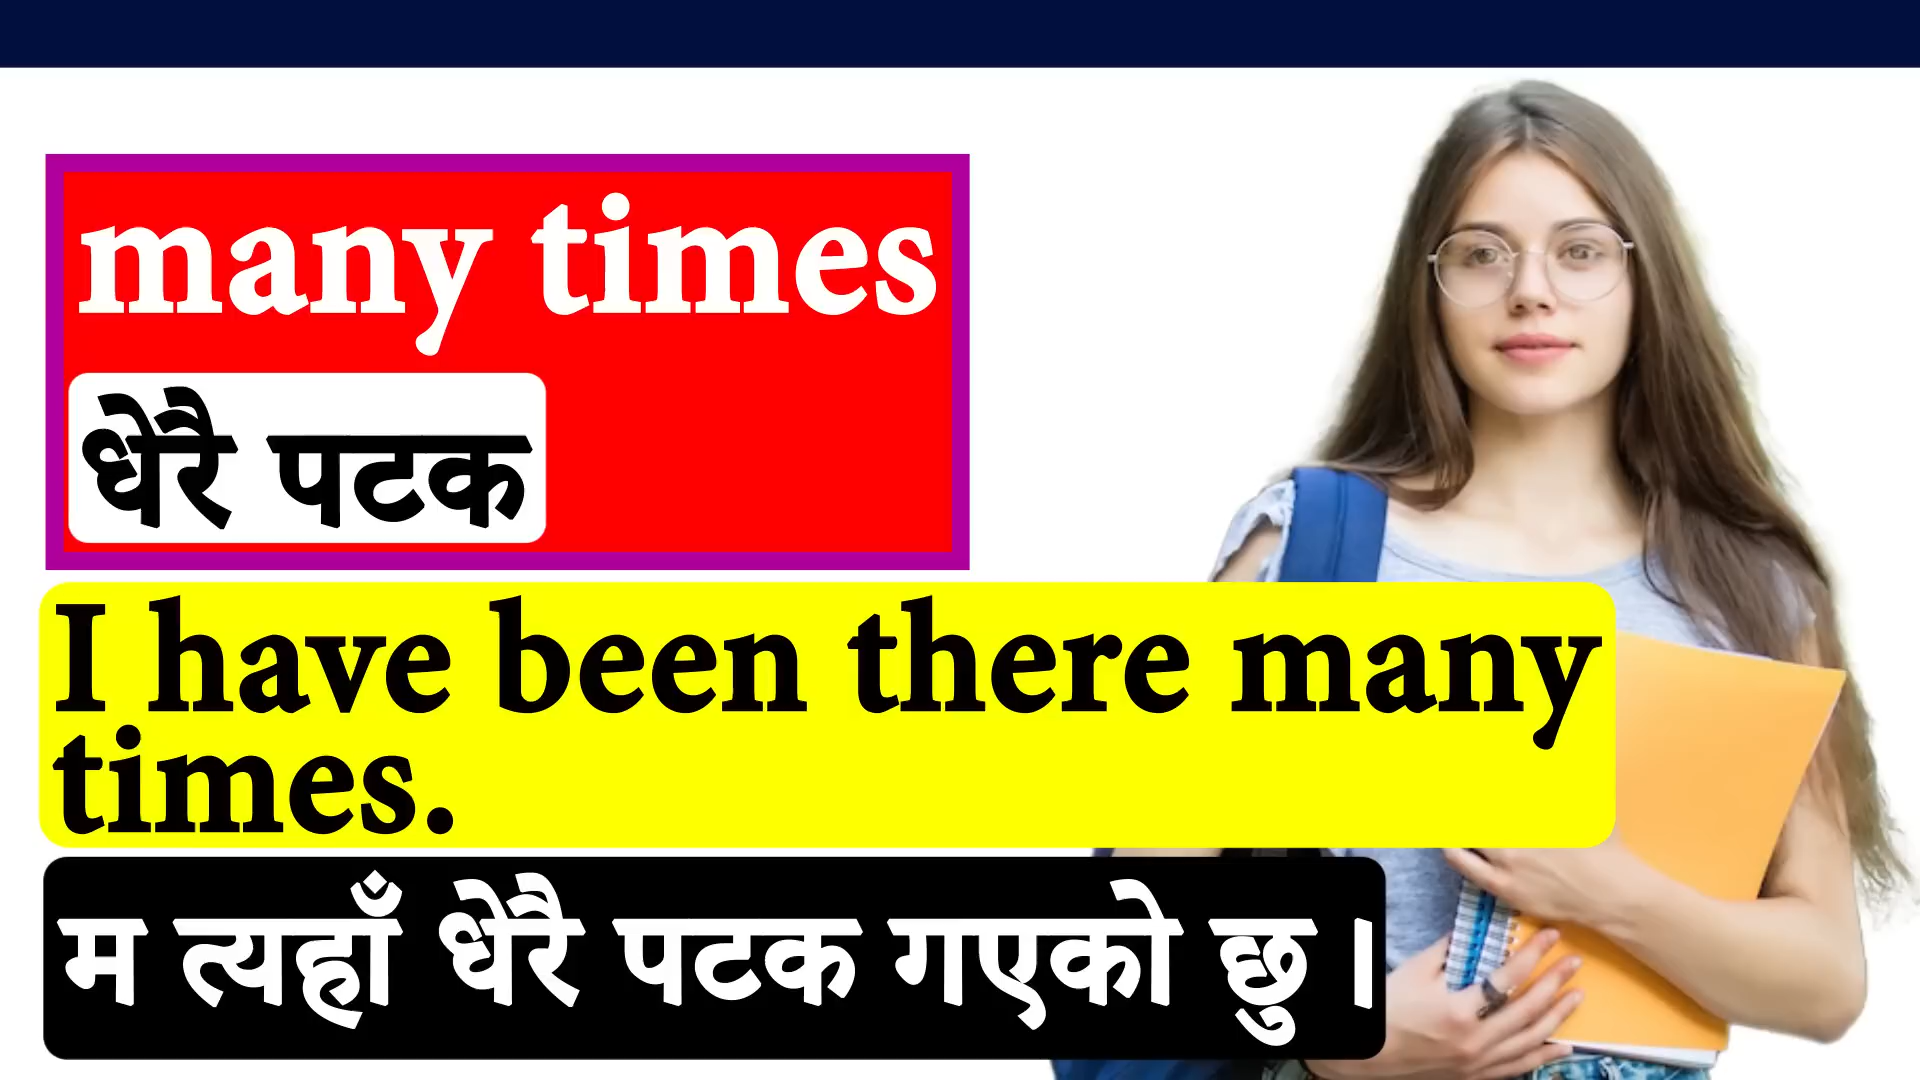 many times
धेरै पटक
I have been there many
times.
म त्यहाँ धेरै पटक गएको छु ।